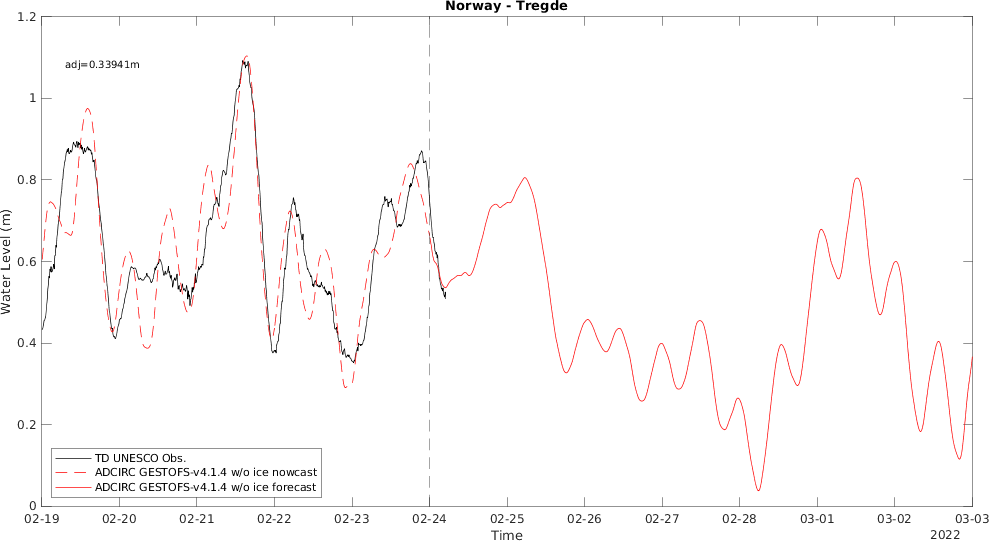 Norway - Tregde
1.2
adj=0.33941m
1
0.8
Water Level (m)
0.6
0.4
0.2
TD UNESCO Obs.
ADCIRC GESTOFS-v4.1.4 w/o ice nowcast
ADCIRC GESTOFS-v4.1.4 w/o ice forecast
0
02-19 02-20 02-21 02-22 02-23 02-24 02-25 02-26 02-27 02-28 03-01 03-02 03-03
Time
2022